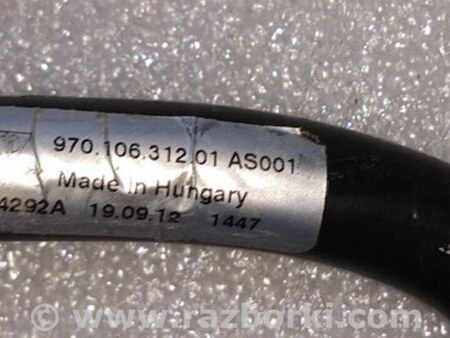 970.106.312.01 AS001
Made in Hungary
4292A 19.09.12 1447
© www.razborki.com